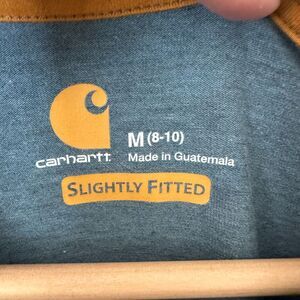 carhartt
M (8-10)
Made in Guatemala
SLIGHTLY FITTED